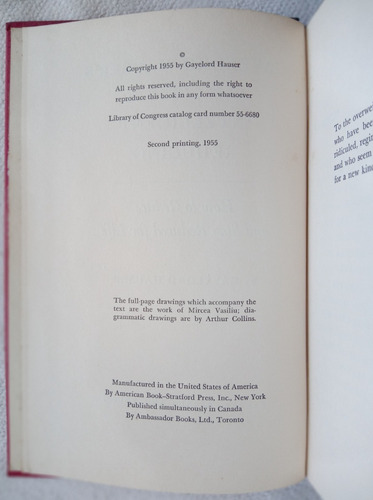 ©
Copyright 1955 by Gayelord Hauser
All rights reserved, including the right to
reproduce this book in any form whatsoever
Library of Congress catalog card number 55-6680
Second printing, 1955
The full-page drawings which accompany the
text are the work of Mircea Vasiliu; dia-
grammatic drawings are by Arthur Collins.
Manufactured in the United States of America
By American Book–Stratford Press, Inc., New York
Published simultaneously in Canada
By Ambassador Books, Ltd., Toronto
To the overwe
who have been
ridiculed, regi
and who seem
for a new kin